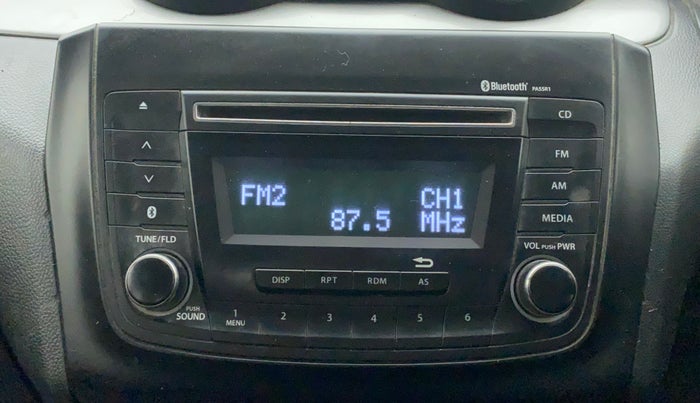 Bluetooth® PASSR1
CD
FM
AM
MEDIA
FM2 CH1
87.5 MHz
TUNE/FLD
VOL PUSH PWR
DISP RPT RDM AS
PUSH
SOUND
1 2 3 4 5 6
MENU